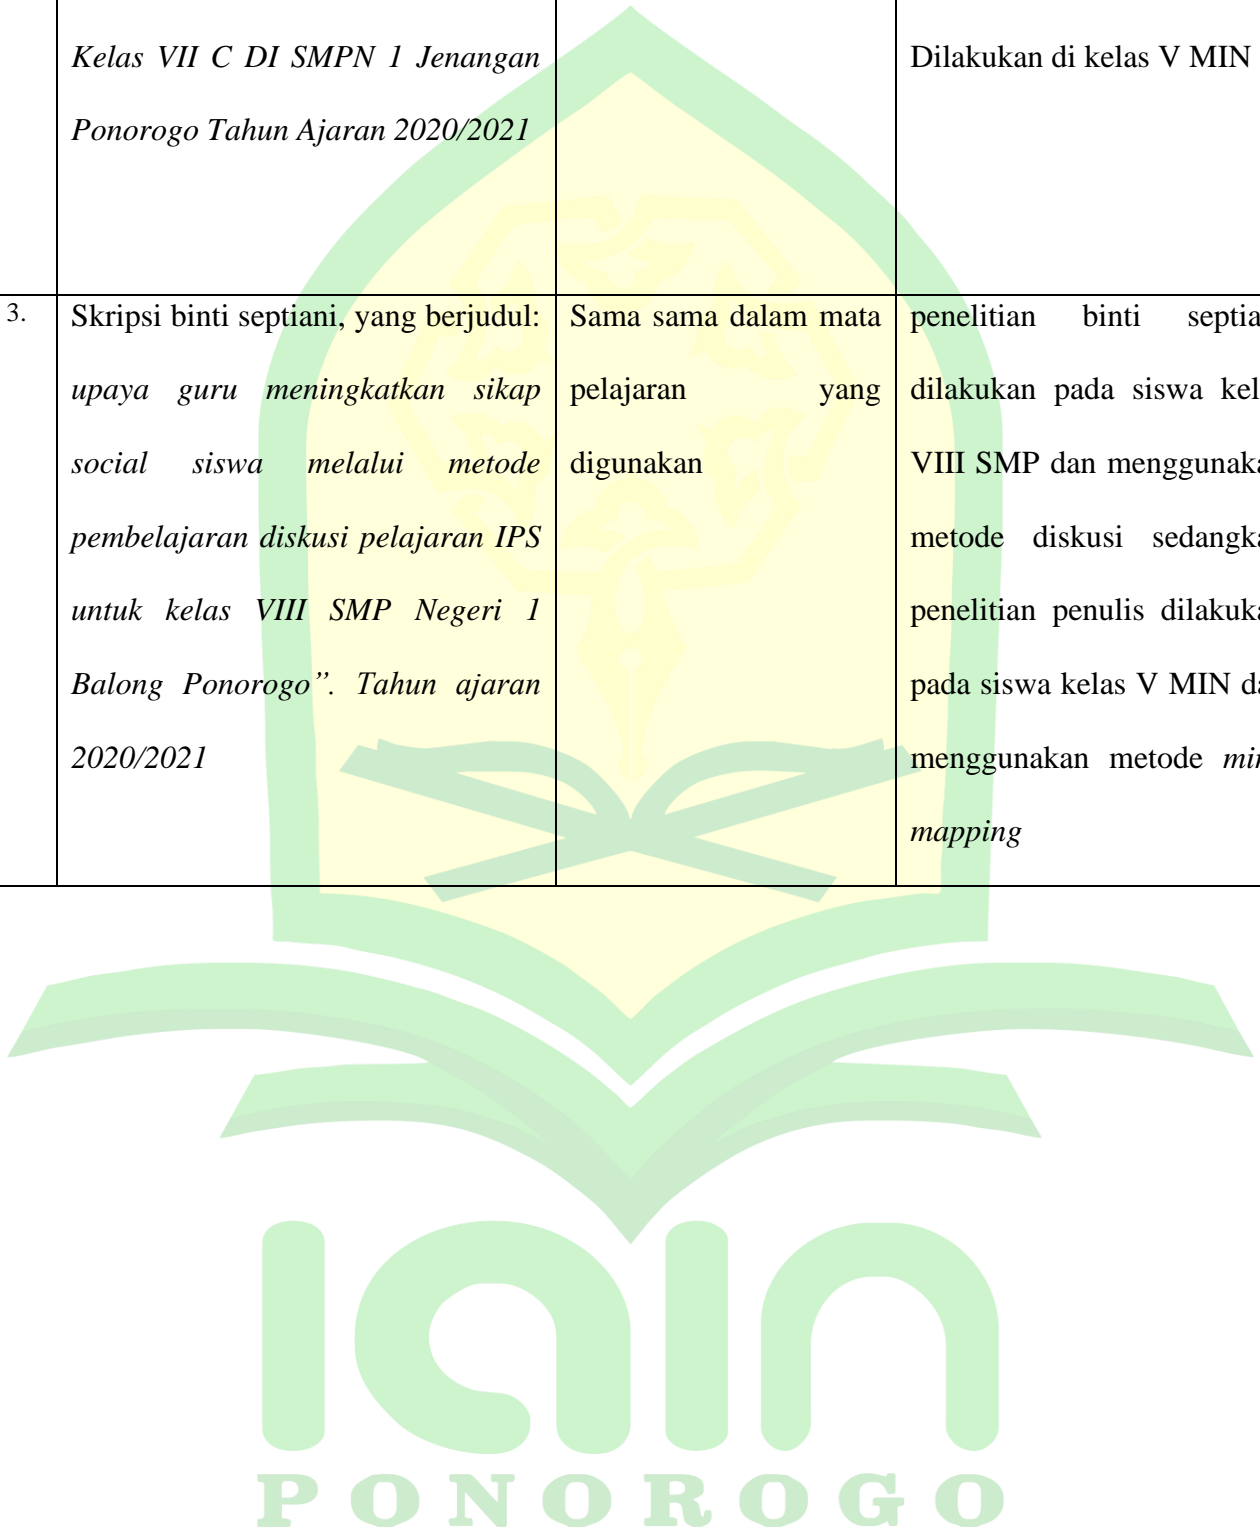 Kelas VII C DI SMPN 1 Jenangan
Ponorogo Tahun Ajaran 2020/2021
Dilakukan di kelas V MIN
3.
Skripsi binti septiani, yang berjudul:
upaya guru meningkatkan sikap
social siswa melalui metode
pembelajaran diskusi pelajaran IPS
untuk kelas VIII SMP Negeri 1
Balong Ponorogo”. Tahun ajaran
2020/2021
Sama sama dalam mata
pelajaran yang
digunakan
penelitian binti
dilakukan pada siswa
VIII SMP dan
metode diskusi
penelitian penulis
pada siswa kelas V MIN
menggunakan metode
mapping
iain
PONOROGO